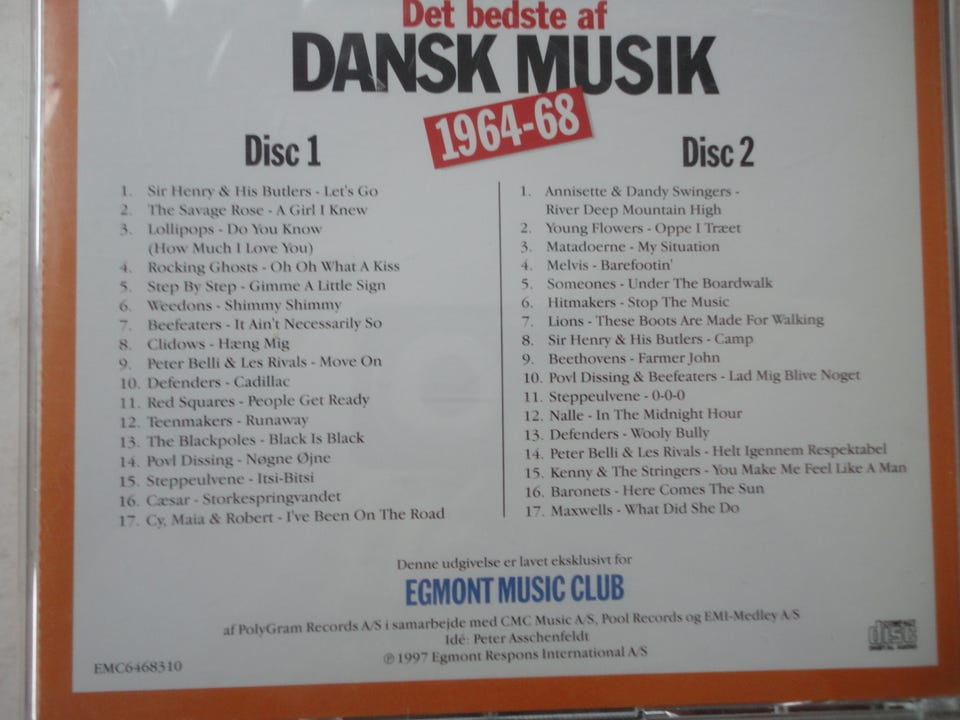 Det bedste af
DANSK MUSIK
1964-68
Disc 1
1. Sir Henry & His Butlers - Let's Go
2. The Savage Rose - A Girl I Knew
3. Lollipops - Do You Know
(How Much I Love You)
4. Rocking Ghosts - Oh Oh What A Kiss
5. Step By Step - Gimme A Little Sign
6. Weedons - Shimmy Shimmy
7. Beefeaters - It Ain't Necessarily So
8. Clidows - Hæng Mig
9. Peter Belli & Les Rivals - Move On
10. Defenders - Cadillac
11. Red Squares - People Get Ready
12. Teenmakers - Runaway
13. The Blackpoles - Black Is Black
14. Povl Dissing - Nøgne Øjne
15. Steppeulvene - Itsi-Bitsi
16. Cæsar - Storkespringvandet
17. Cy, Maia & Robert - I've Been On The Road
Disc 2
1. Annisette & Dandy Swingers -
River Deep Mountain High
2. Young Flowers - Oppe I Træet
3. Matadoerne - My Situation
4. Melvis - Barefootin'
5. Someones - Under The Boardwalk
6. Hitmakers - Stop The Music
7. Lions - These Boots Are Made For Walking
8. Sir Henry & His Butlers - Camp
9. Beethovens - Farmer John
10. Povl Dissing & Beefeaters - Lad Mig Blive Noget
11. Steppeulvene - 0-0-0
12. Nalle - In The Midnight Hour
13. Defenders - Wooly Bully
14. Peter Belli & Les Rivals - Helt Igennem Respektabel
15. Kenny & The Stringers - You Make Me Feel Like A Man
16. Baronets - Here Comes The Sun
17. Maxwells - What Did She Do
Denne udgivelse er lavet eksklusivt for
EGMONT MUSIC CLUB
af PolyGram Records A/S i samarbejde med CMC Music A/S, Pool Records og EMI-Medley A/S
Idé: Peter Asschenfeldt
℗ 1997 Egmont Respons International A/S
EMC6468310
COMPACT
disc
DIGITAL AUDIO